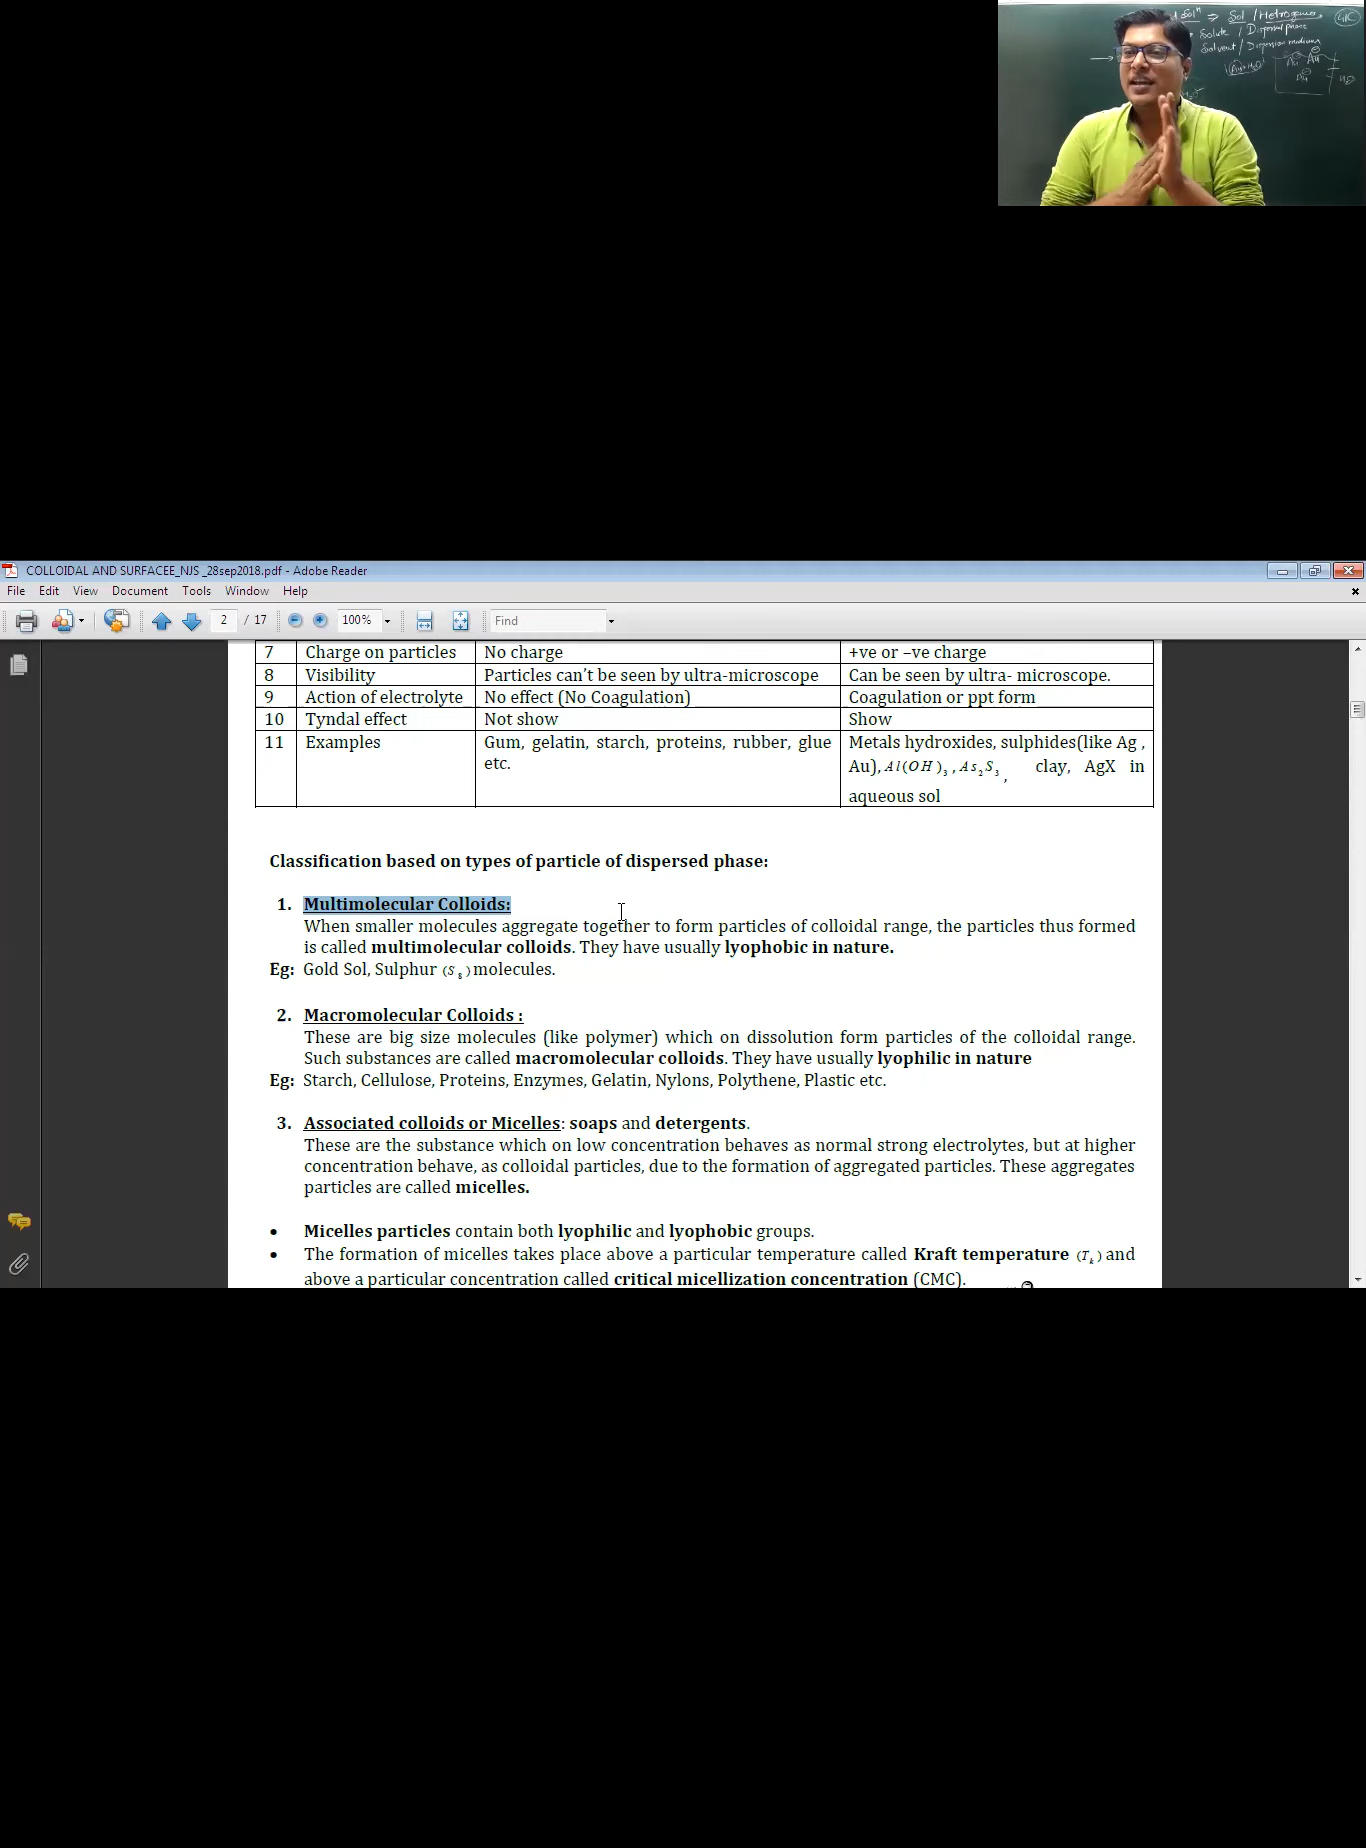 Solⁿ ⇒ Sol / Hetrogenous
Solute / Dispersed phase
Solvent / Dispersion medium
Au Au
Au
COLLOIDAL AND SURFACEE_NJS _28sep2018.pdf - Adobe Reader
File Edit View Document Tools Window Help
2 / 17 100% Find
7 Charge on particles No charge +ve or –ve charge
8 Visibility Particles can’t be seen by ultra-microscope Can be seen by ultra- microscope.
9 Action of electrolyte No effect (No Coagulation) Coagulation or ppt form
10 Tyndal effect Not show Show
11 Examples Gum, gelatin, starch, proteins, rubber, glue etc. Metals hydroxides, sulphides(like Ag , Au), Al(OH)₃ , As₂S₃ , clay, AgX in aqueous sol
Classification based on types of particle of dispersed phase:
1. Multimolecular Colloids:
When smaller molecules aggregate together to form particles of colloidal range, the particles thus formed
is called multimolecular colloids. They have usually lyophobic in nature.
Eg: Gold Sol, Sulphur (S₈) molecules.
2. Macromolecular Colloids :
These are big size molecules (like polymer) which on dissolution form particles of the colloidal range.
Such substances are called macromolecular colloids. They have usually lyophilic in nature
Eg: Starch, Cellulose, Proteins, Enzymes, Gelatin, Nylons, Polythene, Plastic etc.
3. Associated colloids or Micelles: soaps and detergents.
These are the substance which on low concentration behaves as normal strong electrolytes, but at higher
concentration behave, as colloidal particles, due to the formation of aggregated particles. These aggregates
particles are called micelles.
• Micelles particles contain both lyophilic and lyophobic groups.
• The formation of micelles takes place above a particular temperature called Kraft temperature (Tₖ) and
above a particular concentration called critical micellization concentration (CMC).